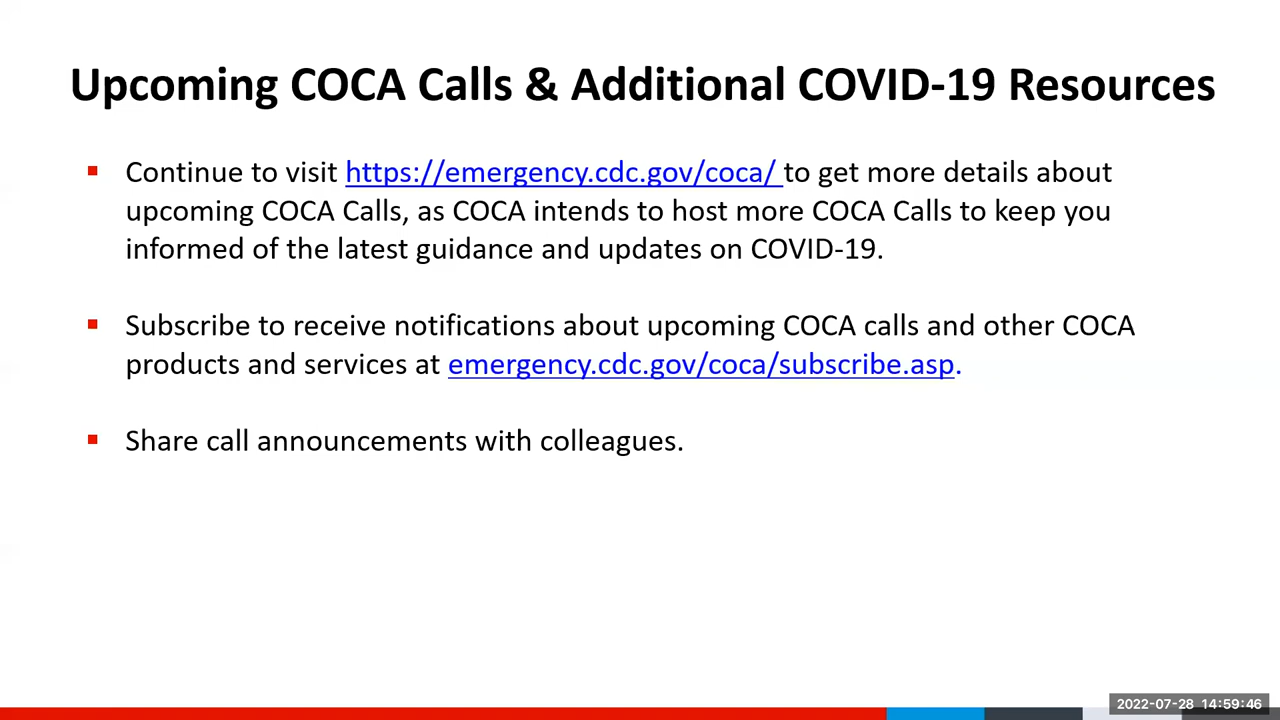 Upcoming COCA Calls & Additional COVID-19 Resources
Continue to visit https://emergency.cdc.gov/coca/ to get more details about
upcoming COCA Calls, as COCA intends to host more COCA Calls to keep you
informed of the latest guidance and updates on COVID-19.
Subscribe to receive notifications about upcoming COCA calls and other COCA
products and services at emergency.cdc.gov/coca/subscribe.asp.
Share call announcements with colleagues.
2022-07-28 14:59:46